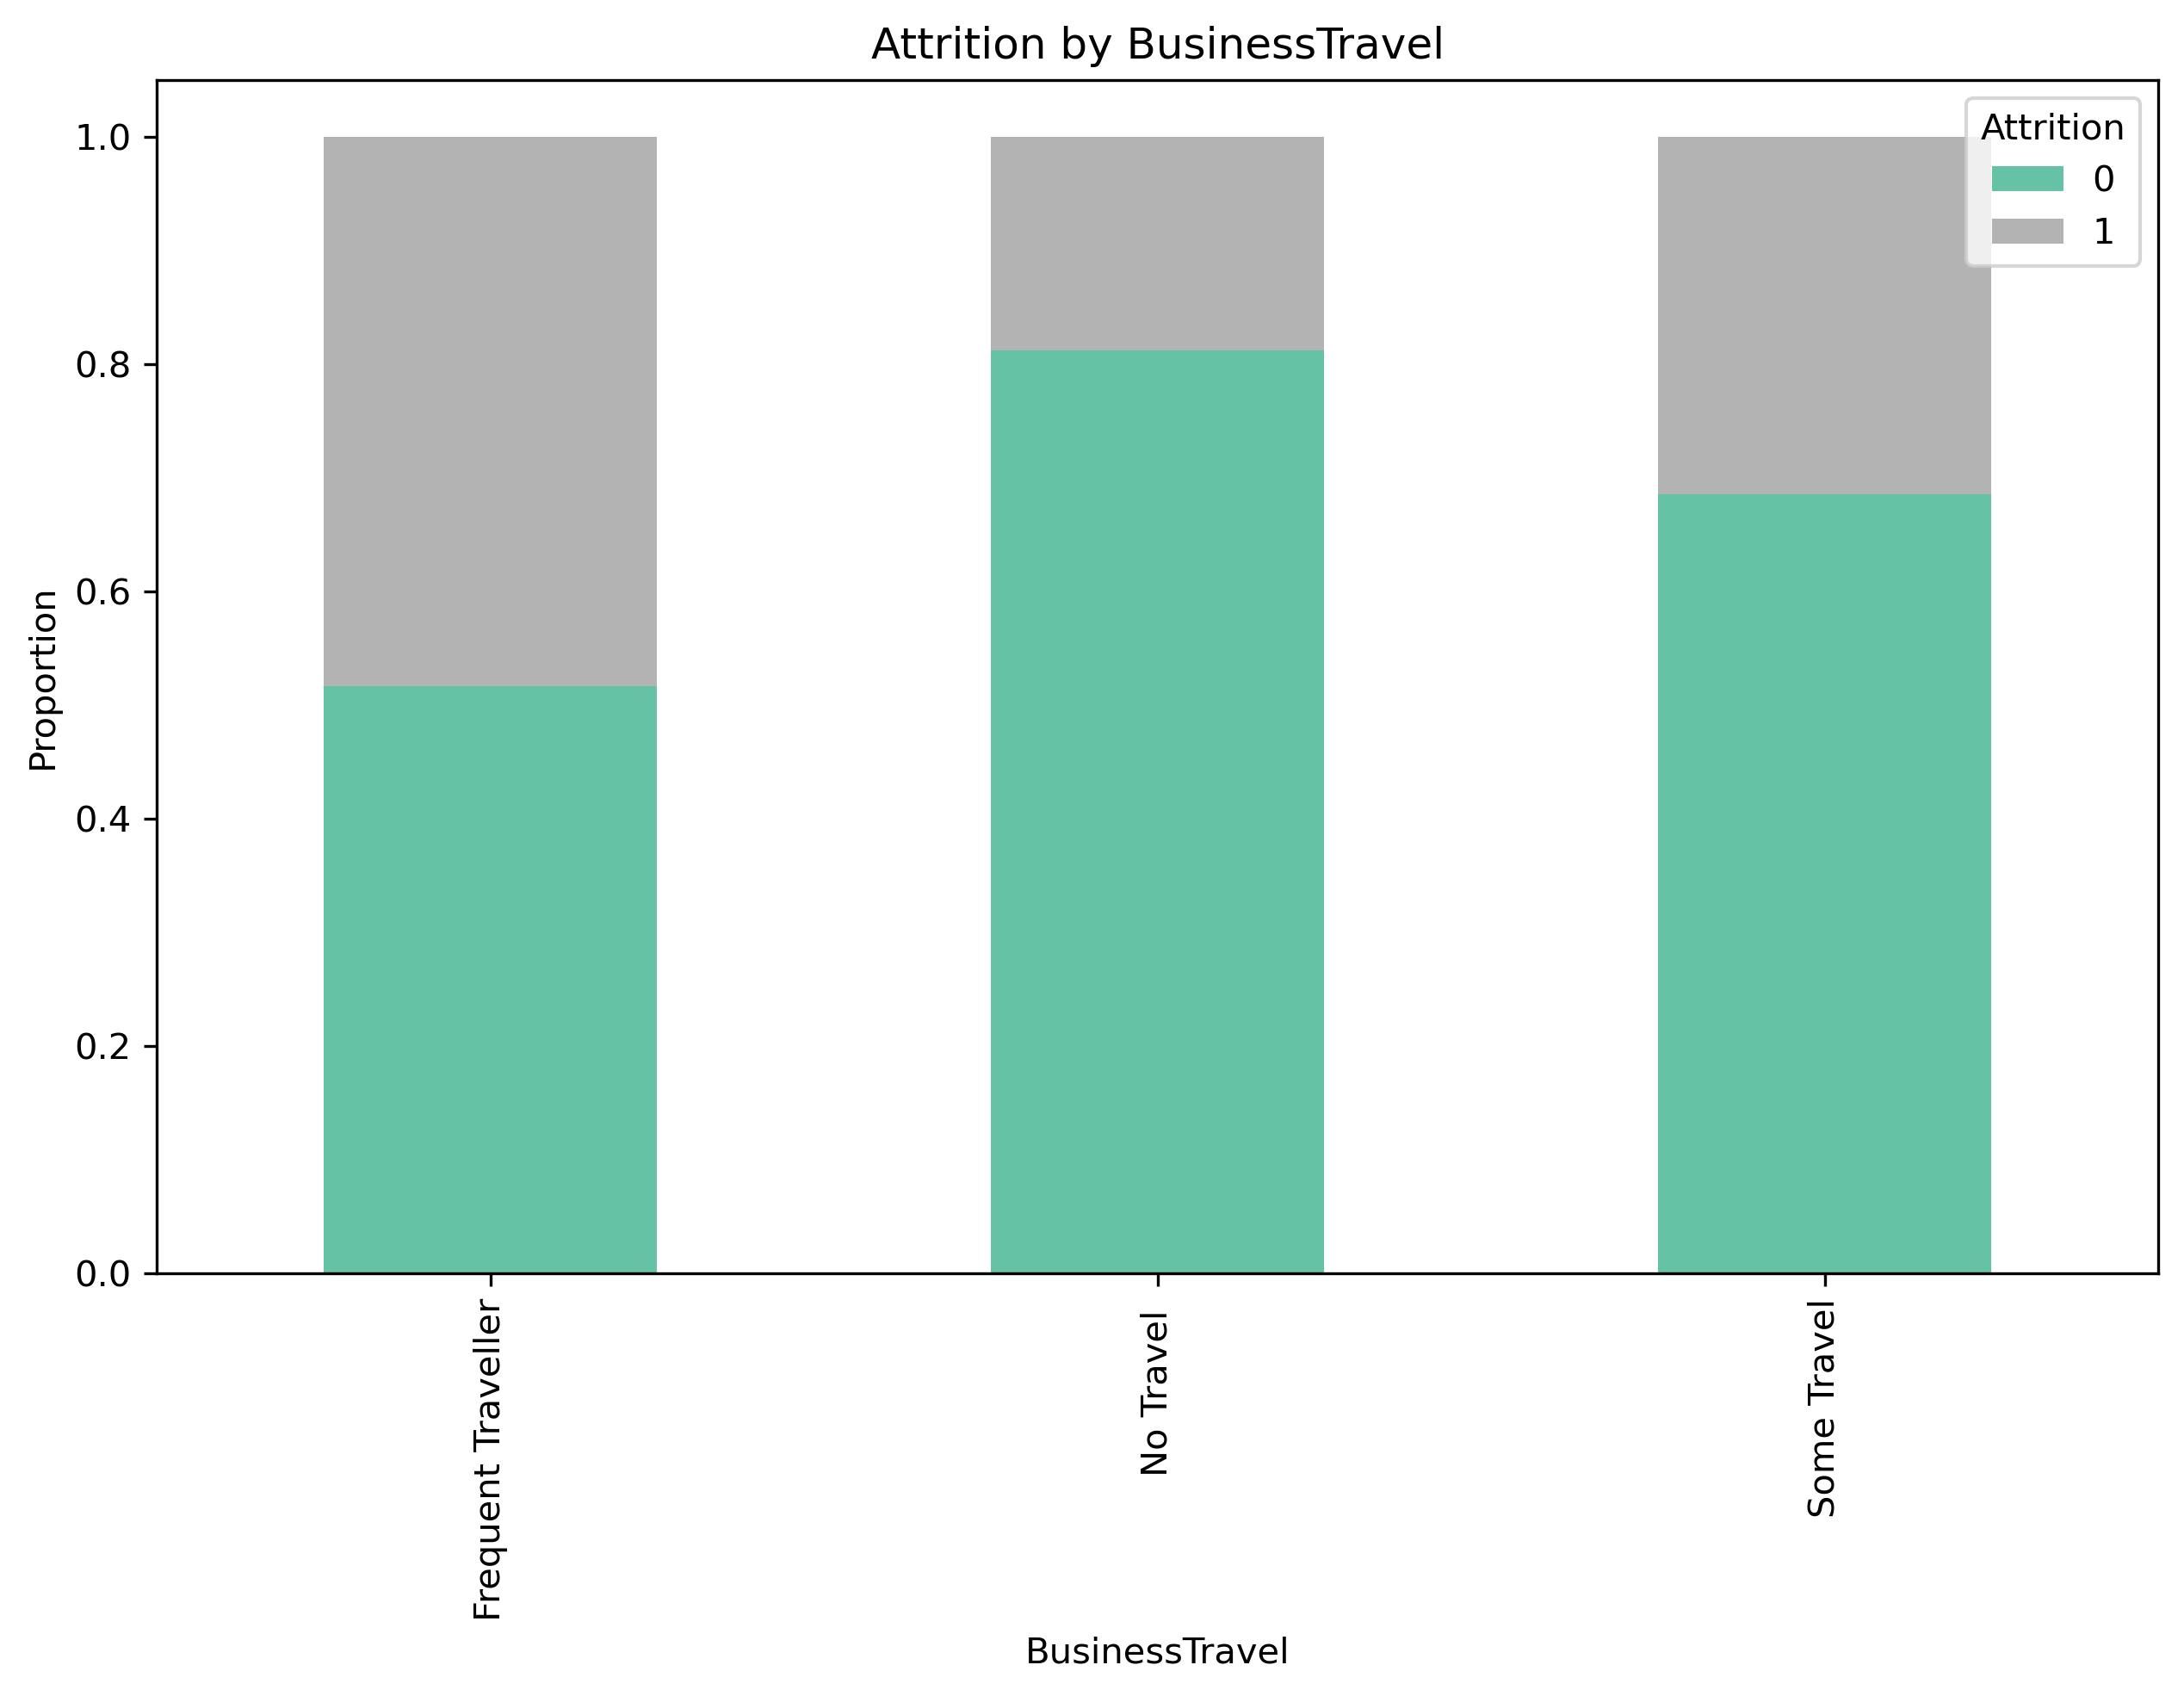 Attrition by BusinessTravel
Attrition
0
1
1.0
0.8
0.6
0.4
0.2
0.0
Proportion
Frequent Traveller
No Travel
Some Travel
BusinessTravel